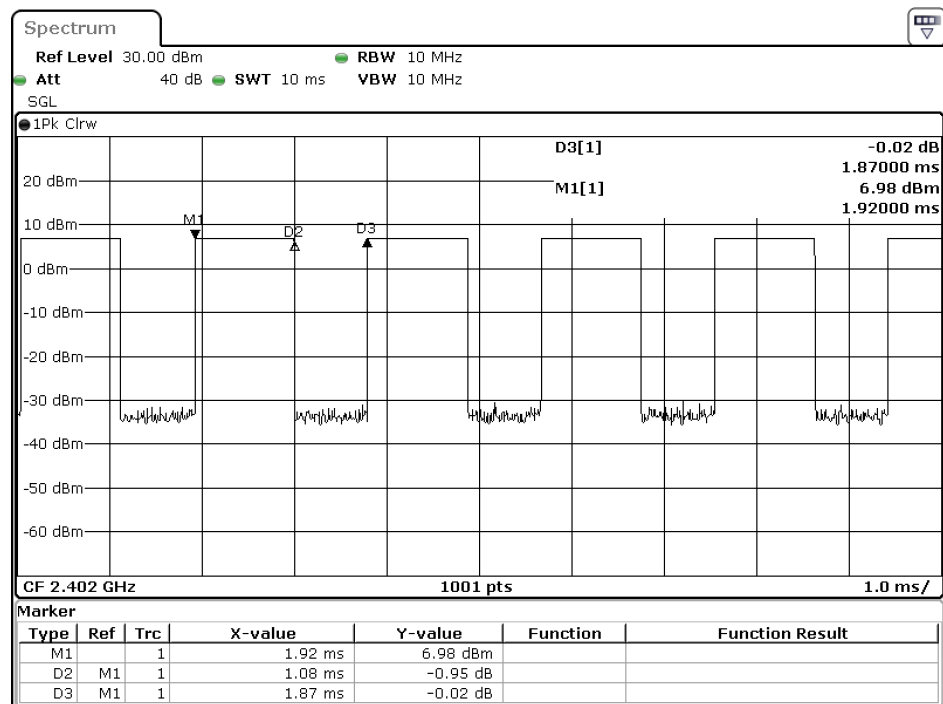 Spectrum
Ref Level 30.00 dBm RBW 10 MHz
Att 40 dB SWT 10 ms VBW 10 MHz
SGL
1Pk Clrw
D3[1] -0.02 dB
1.87000 ms
20 dBm M1[1] 6.98 dBm
1.92000 ms
10 dBm M1 D2 D3
0 dBm
-10 dBm
-20 dBm
-30 dBm
-40 dBm
-50 dBm
-60 dBm
CF 2.402 GHz 1001 pts 1.0 ms/
Marker
Type Ref Trc X-value Y-value Function Function Result
M1 1 1.92 ms 6.98 dBm
D2 M1 1 1.08 ms -0.95 dB
D3 M1 1 1.87 ms -0.02 dB